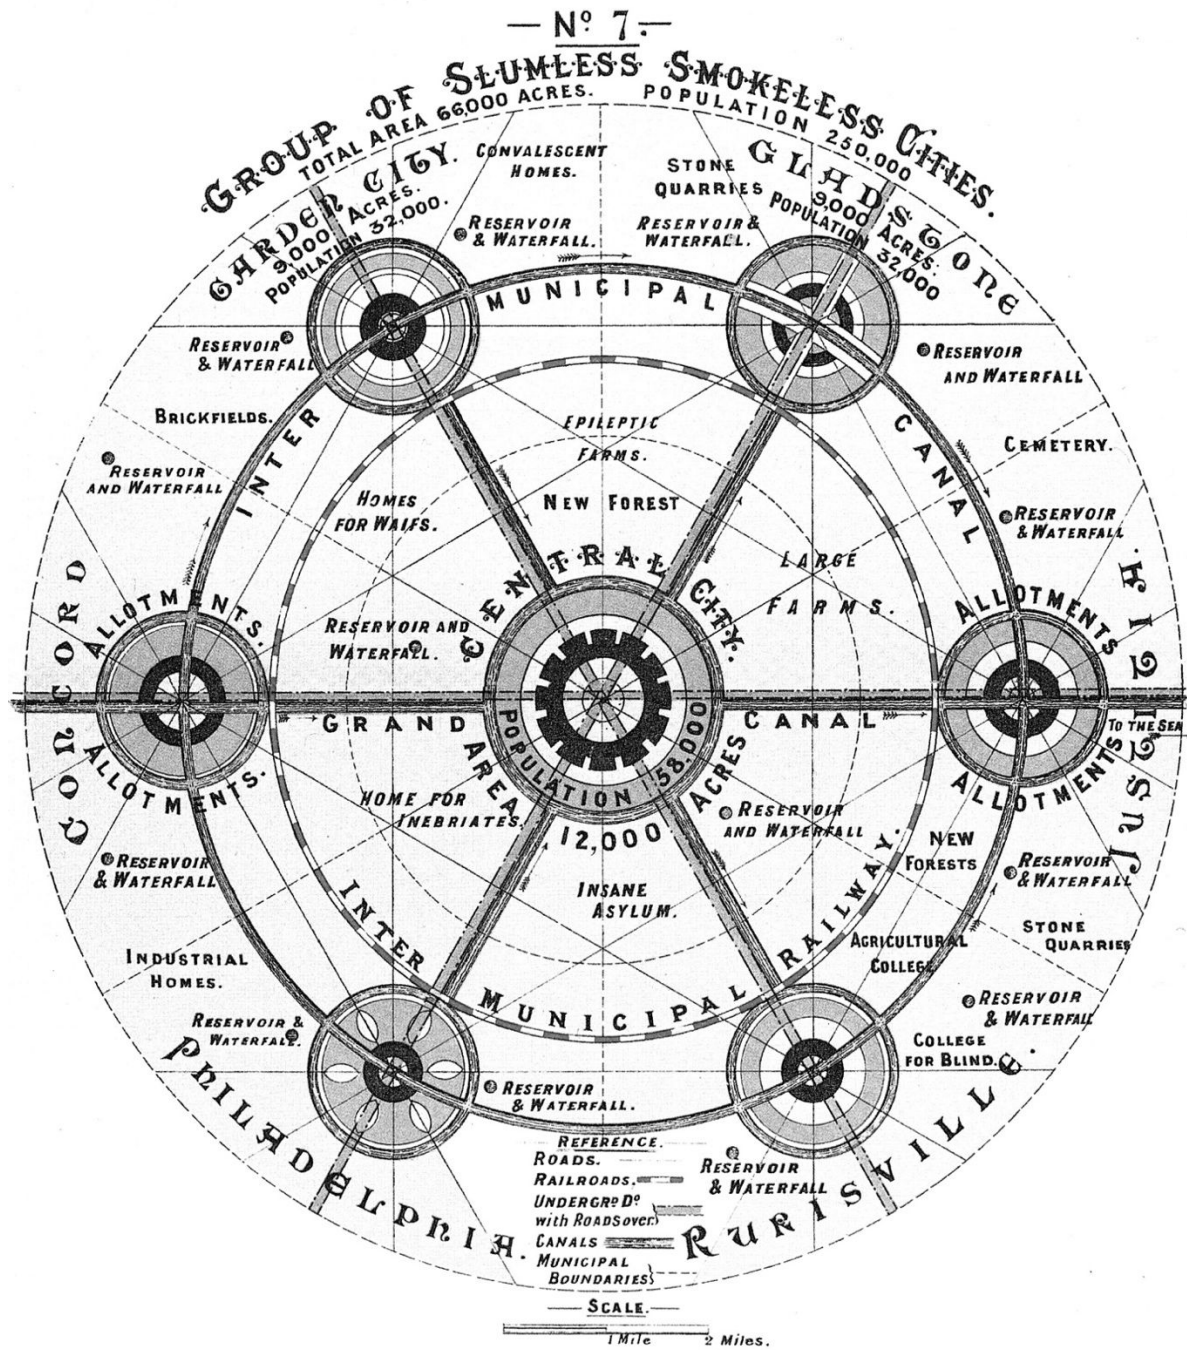 — Nº 7. —
GROUP OF SLUMLESS SMOKELESS CITIES.
TOTAL AREA 66,000 ACRES. POPULATION 250,000
GARDEN CITY.
9,000 ACRES.
POPULATION 32,000.
CONVALESCENT
HOMES.
STONE
QUARRIES
GLADSTONE
9,000 ACRES.
POPULATION
32,000
RESERVOIR
& WATERFALL.
RESERVOIR &
WATERFALL.
INTER MUNICIPAL CANAL
RESERVOIR
& WATERFALL
RESERVOIR
AND WATERFALL
BRICKFIELDS.
EPILEPTIC
FARMS.
CEMETERY.
RESERVOIR
AND WATERFALL
HOMES
FOR WAIFS.
NEW FOREST
RESERVOIR
& WATERFALL
LARGE
FARMS.
CONCORD
ALLOTMENTS.
CENTRAL CITY.
ALLOTMENTS
JUSTITIA
RESERVOIR AND
WATERFALL.
GRAND CANAL
TO THE SEA
POPULATION 58,000
AREA 12,000 ACRES
ALLOTMENTS.
ALLOTMENTS
HOME FOR
INEBRIATES.
RESERVOIR
AND WATERFALL
NEW
FORESTS
RESERVOIR
& WATERFALL
RESERVOIR
& WATERFALL
INSANE
ASYLUM.
INTER MUNICIPAL RAILWAY.
AGRICULTURAL
COLLEGE
STONE
QUARRIES
INDUSTRIAL
HOMES.
RESERVOIR
& WATERFALL
RESERVOIR &
WATERFALL.
COLLEGE
FOR BLIND.
PHILADELPHIA.
RESERVOIR
& WATERFALL.
RURISVILLE.
RESERVOIR
& WATERFALL
REFERENCE.
ROADS.
RAILROADS.
UNDERGRD Dº
with ROADS over.
CANALS
MUNICIPAL
BOUNDARIES
— SCALE. —
1 Mile 2 Miles.